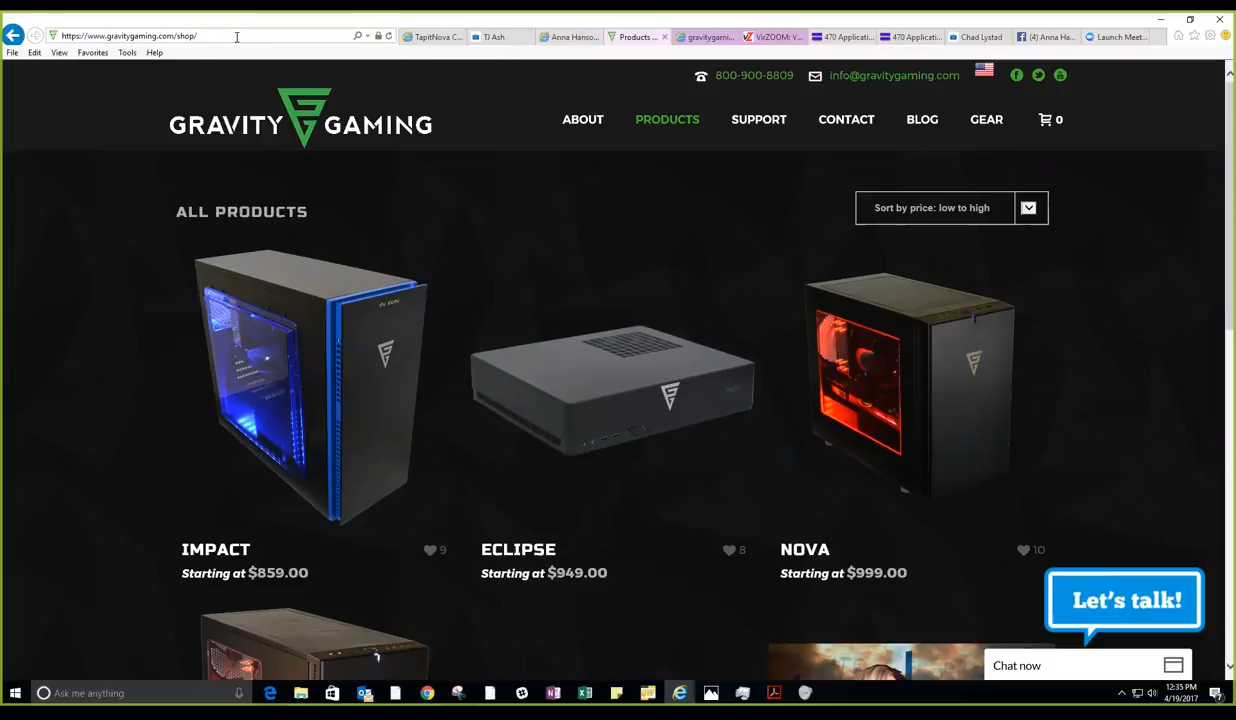 https://www.gravitygaming.com/shop/
TapitNova C...
TJ Ash
Anna Hanso...
Products ...
gravitygami...
VirZOOM: V...
470 Applicati...
470 Applicati...
Chad Lystad
(4) Anna Ha...
Launch Meet...
File Edit View Favorites Tools Help
800-900-8809 info@gravitygaming.com
GRAVITY GAMING
ABOUT PRODUCTS SUPPORT CONTACT BLOG GEAR 0
ALL PRODUCTS
Sort by price: low to high
IMPACT 9
Starting at $859.00
ECLIPSE 8
Starting at $949.00
NOVA 10
Starting at $999.00
Let's talk!
Chat now
Ask me anything
12:35 PM
4/19/2017